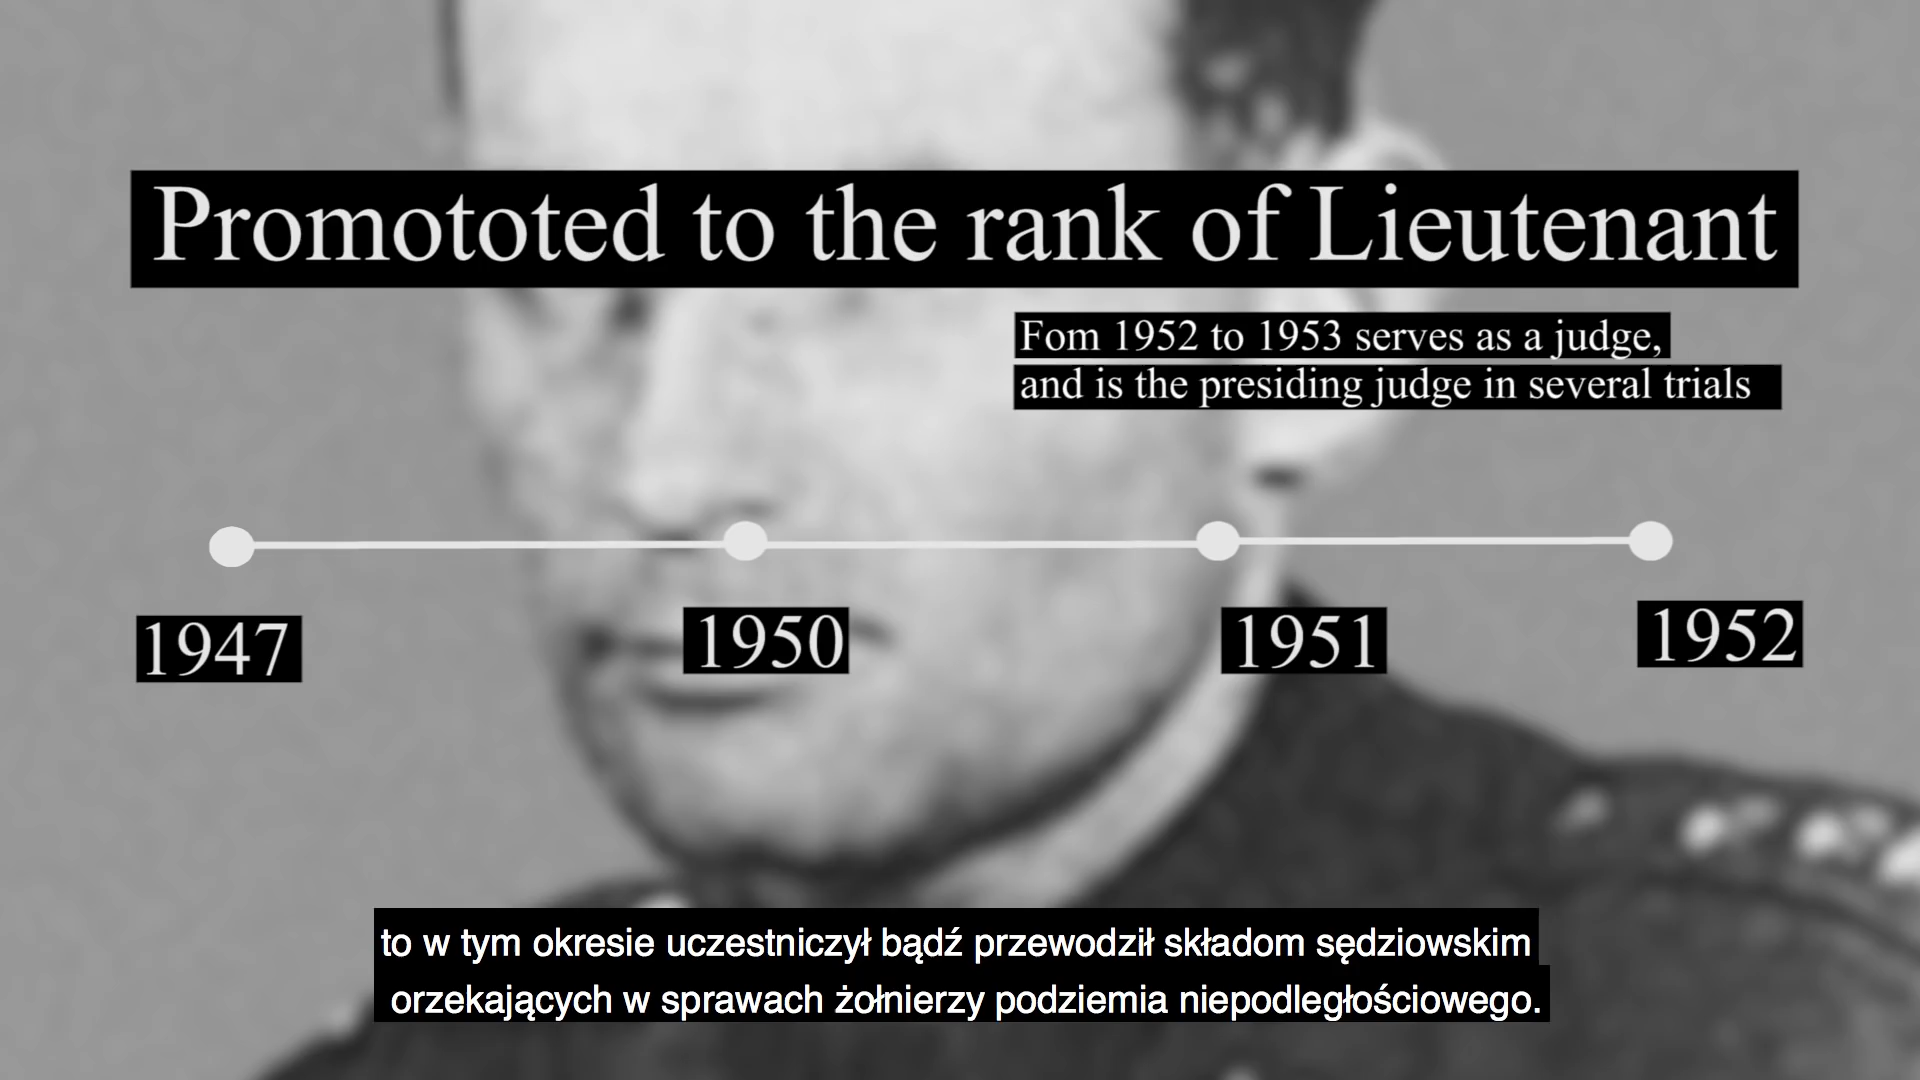 Promototed to the rank of Lieutenant
Fom 1952 to 1953 serves as a judge,
and is the presiding judge in several trials
1947
1950
1951
1952
to w tym okresie uczestniczył bądź przewodził składom sędziowskim
orzekających w sprawach żołnierzy podziemia niepodległościowego.